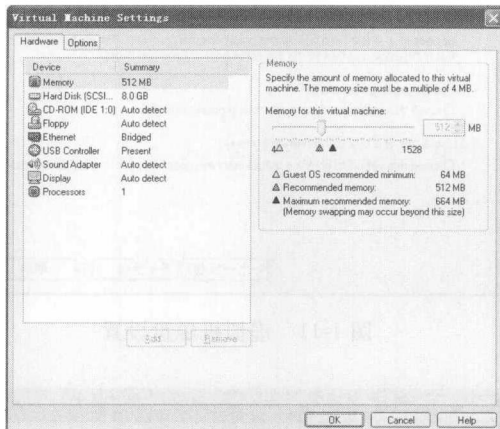 Virtual Machine Settings
Hardware
Options
Device Summary
Memory 512 MB
Hard Disk (SCSI... 8.0 GB
CD-ROM (IDE 1:0) Auto detect
Floppy Auto detect
Ethernet Bridged
USB Controller Present
Sound Adapter Auto detect
Display Auto detect
Processors 1
Add... Remove
Memory
Specify the amount of memory allocated to this virtual
machine. The memory size must be a multiple of 4 MB.
Memory for this virtual machine:
512 MB
4 1528
Guest OS recommended minimum: 64 MB
Recommended memory: 512 MB
Maximum recommended memory: 664 MB
(Memory swapping may occur beyond this size)
OK Cancel Help